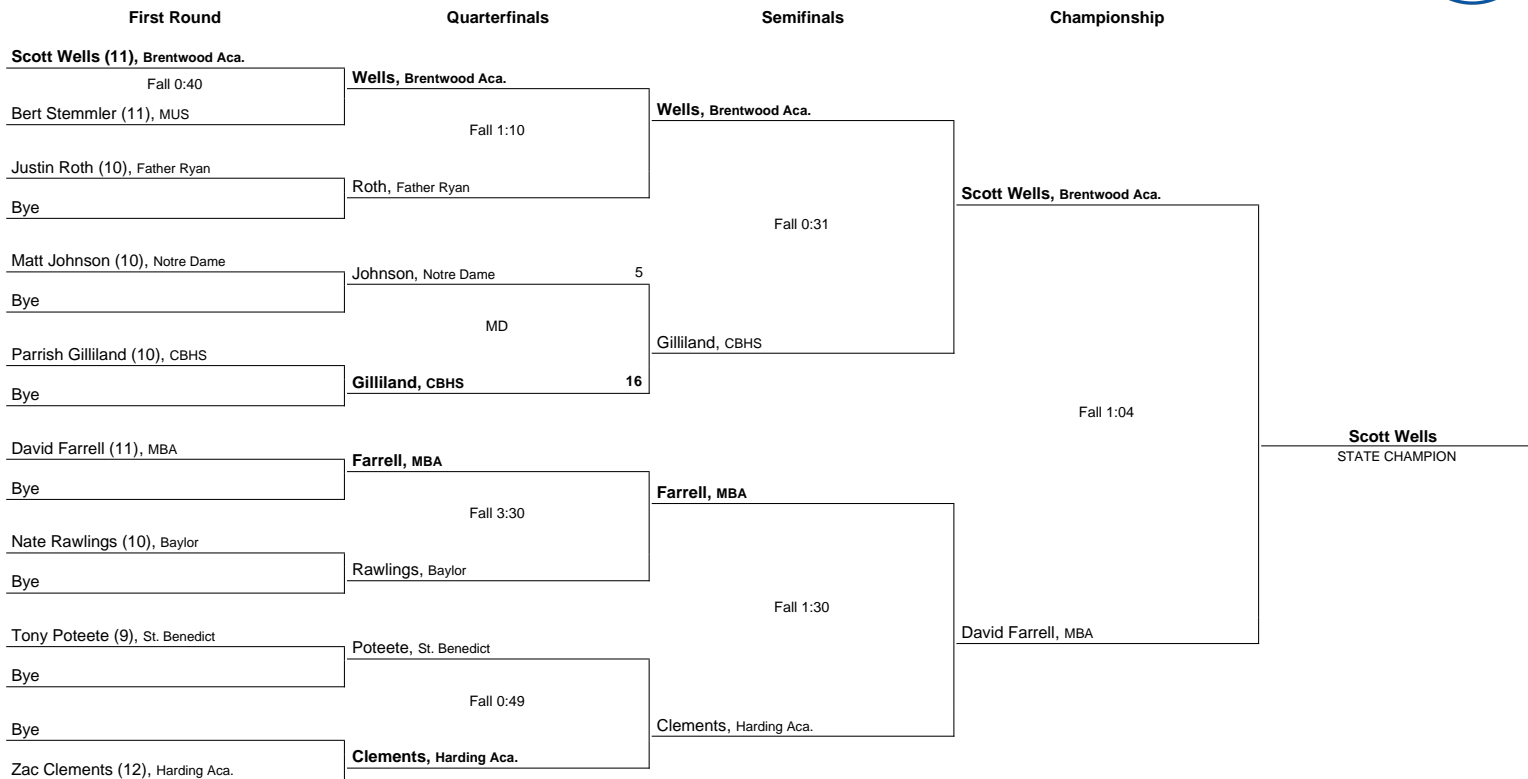 First Round
Quarterfinals
Semifinals
Championship
Scott Wells (11), Brentwood Aca.
Fall 0:40
Bert Stemmler (11), MUS
Justin Roth (10), Father Ryan
Bye
Matt Johnson (10), Notre Dame
Bye
Parrish Gilliland (10), CBHS
Bye
David Farrell (11), MBA
Bye
Nate Rawlings (10), Baylor
Bye
Tony Poteete (9), St. Benedict
Bye
Bye
Zac Clements (12), Harding Aca.
Wells, Brentwood Aca.
Fall 1:10
Roth, Father Ryan
Johnson, Notre Dame 5
MD
Gilliland, CBHS 16
Farrell, MBA
Fall 3:30
Rawlings, Baylor
Poteete, St. Benedict
Fall 0:49
Clements, Harding Aca.
Wells, Brentwood Aca.
Fall 0:31
Gilliland, CBHS
Farrell, MBA
Fall 1:30
Clements, Harding Aca.
Scott Wells, Brentwood Aca.
Fall 1:04
David Farrell, MBA
Scott Wells
STATE CHAMPION